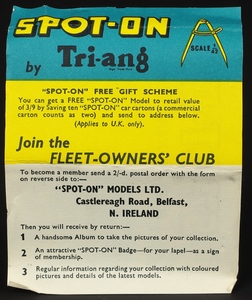 SPOT-ON
by Tri-ang
SCALE 1/42
"SPOT-ON" FREE GIFT SCHEME
You can get a FREE "SPOT-ON" Model to retail value
of 3/9 by Saving ten "SPOT-ON" car cartons (a commercial
carton counts as two) and send to address below.
(Applies to U.K. only).
Join the
FLEET-OWNERS' CLUB
To become a member send a 2/-d. postal order with the form
on reverse side to:—
"SPOT-ON" MODELS LTD.
Castlereagh Road, Belfast,
N. IRELAND
Then you will receive by return:—
1 A handsome Album to take the pictures of your collection.
2 An attractive "SPOT-ON" Badge—for your lapel—as a sign
of membership.
3 Regular information regarding your collection with coloured
pictures and details of the latest models.